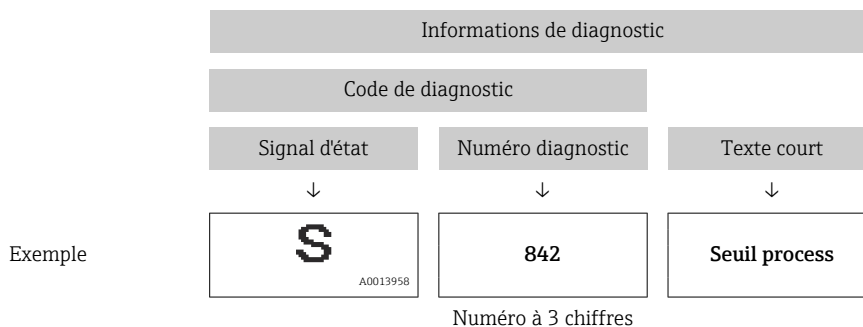 Informations de diagnostic
Code de diagnostic
Signal d'état Numéro diagnostic Texte court
↓ ↓ ↓
Exemple S 842 Seuil process
A0013958
Numéro à 3 chiffres